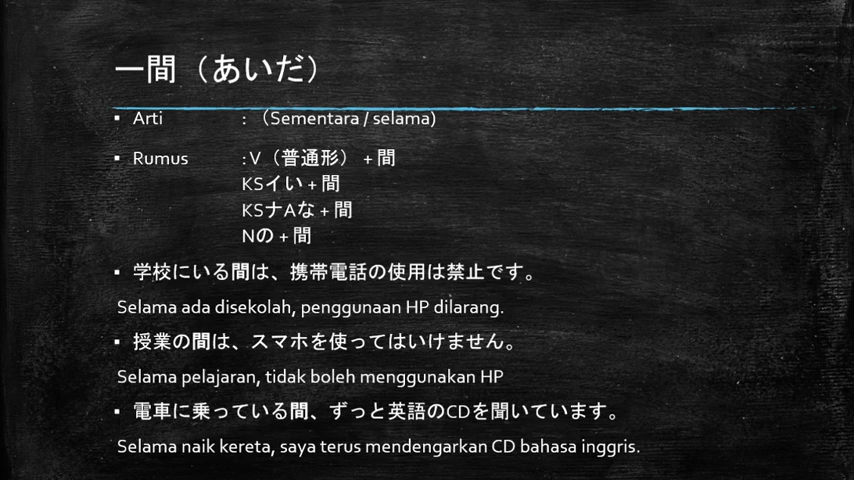 一間（あいだ）
▪ Arti : （Sementara / selama)
▪ Rumus : V（普通形） + 間
KSイい + 間
KSナAな + 間
Nの + 間
▪ 学校にいる間は、携帯電話の使用は禁止です。
Selama ada disekolah, penggunaan HP dilarang.
▪ 授業の間は、スマホを使ってはいけません。
Selama pelajaran, tidak boleh menggunakan HP
▪ 電車に乗っている間、ずっと英語のCDを聞いています。
Selama naik kereta, saya terus mendengarkan CD bahasa inggris.